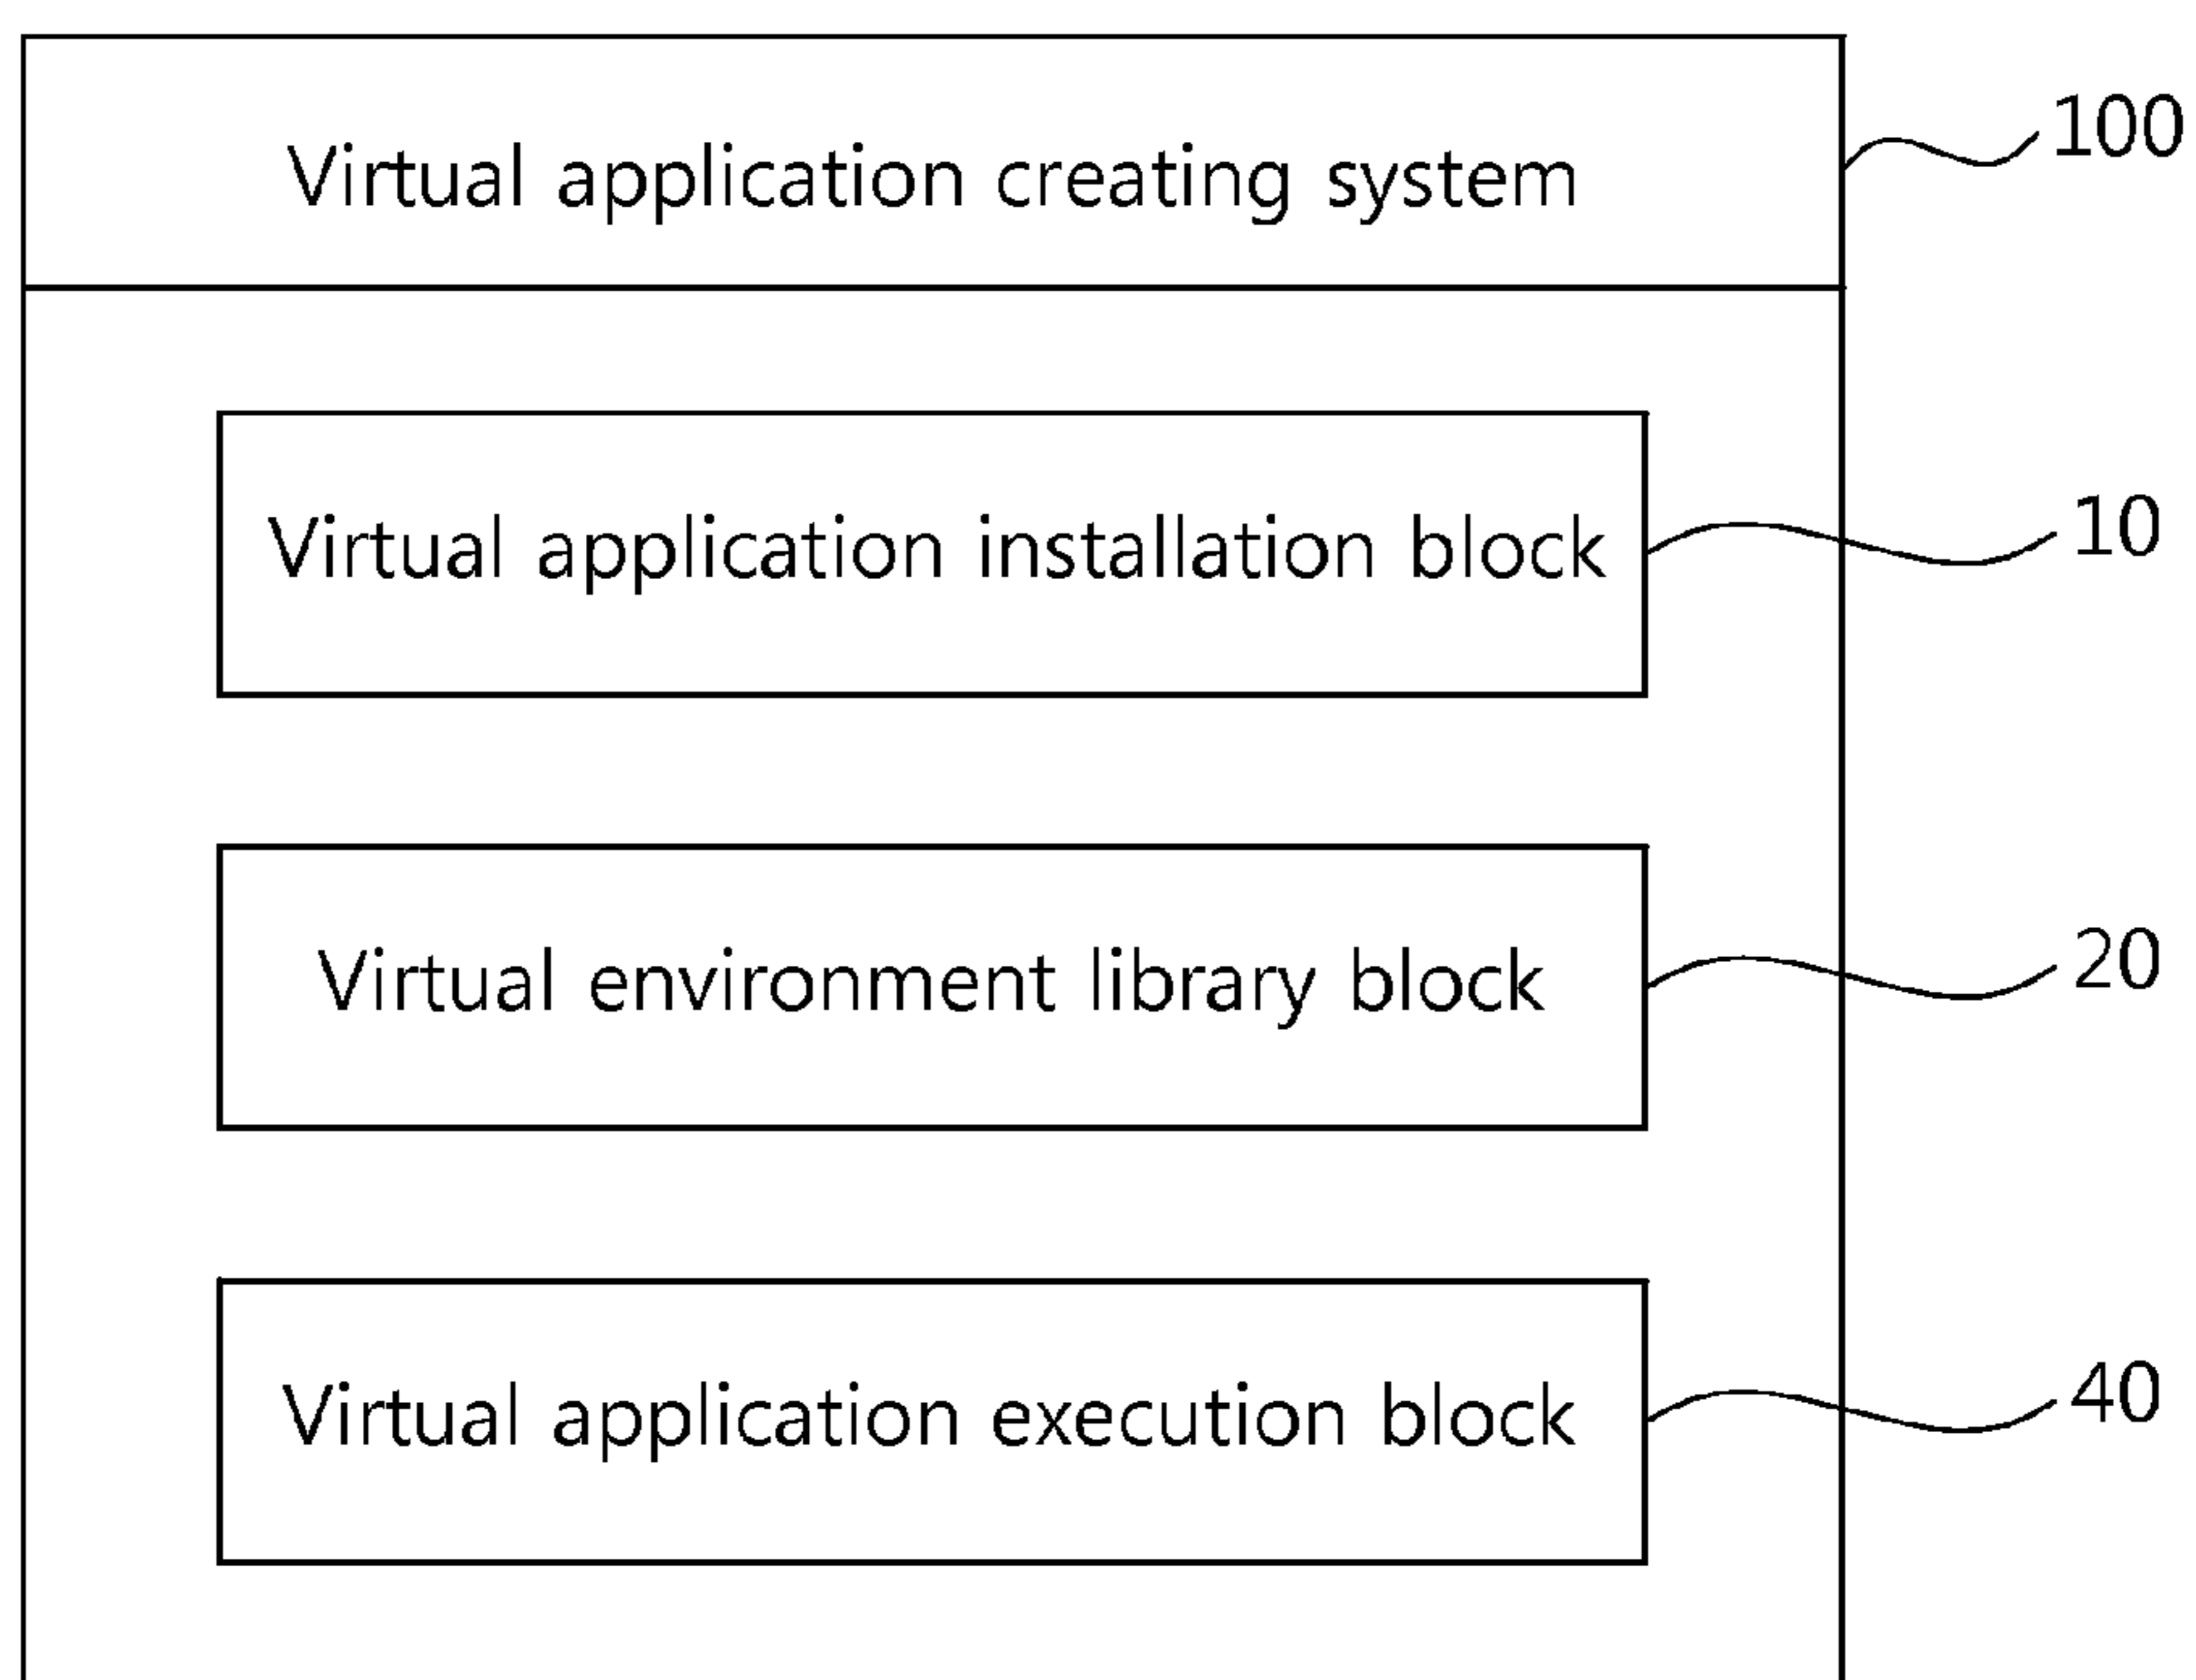 Virtual application creating system 100
Virtual application installation block 10
Virtual environment library block 20
Virtual application execution block 40